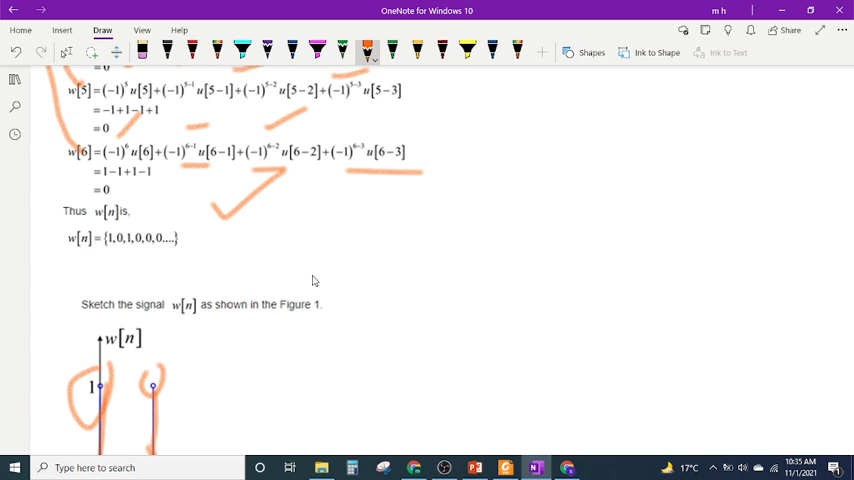 OneNote for Windows 10
m h
File Home Insert Draw View Help
Share
Shapes Ink to Shape Ink to Text
= 0
w[5] = (−1)⁵ u[5] + (−1)⁵⁻¹ u[5−1] + (−1)⁵⁻² u[5−2] + (−1)⁵⁻³ u[5−3]
= −1+1−1+1
= 0
w[6] = (−1)⁶ u[6] + (−1)⁶⁻¹ u[6−1] + (−1)⁶⁻² u[6−2] + (−1)⁶⁻³ u[6−3]
= 1−1+1−1
= 0
Thus w[n] is,
w[n] = {1,0,1,0,0,0....}
Sketch the signal w[n] as shown in the Figure 1.
w[n]
1
Type here to search
17°C
10:35 AM
11/1/2021
1